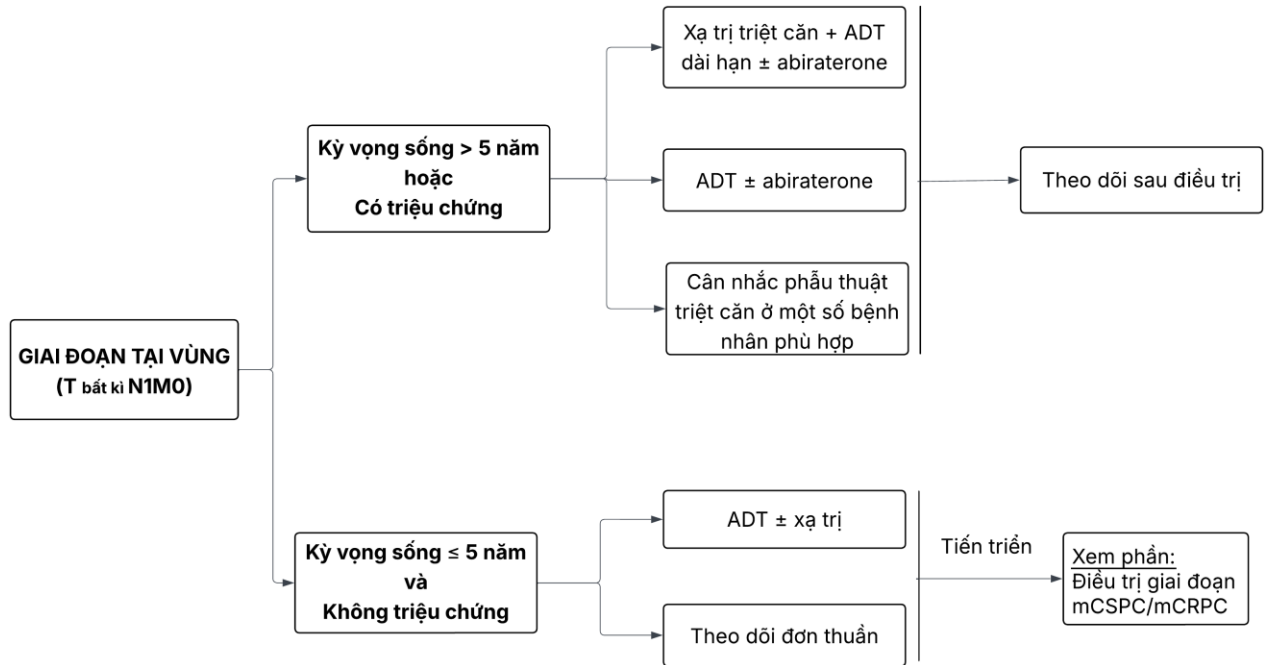 GIAI ĐOẠN TẠI VÙNG
(T bất kì N1M0)
Kỳ vọng sống > 5 năm
hoặc
Có triệu chứng
Xạ trị triệt căn + ADT
dài hạn ± abiraterone
ADT ± abiraterone
Cân nhắc phẫu thuật
triệt căn ở một số bệnh
nhân phù hợp
Theo dõi sau điều trị
Kỳ vọng sống ≤ 5 năm
và
Không triệu chứng
ADT ± xạ trị
Theo dõi đơn thuần
Tiến triển
Xem phần:
Điều trị giai đoạn
mCSPC/mCRPC